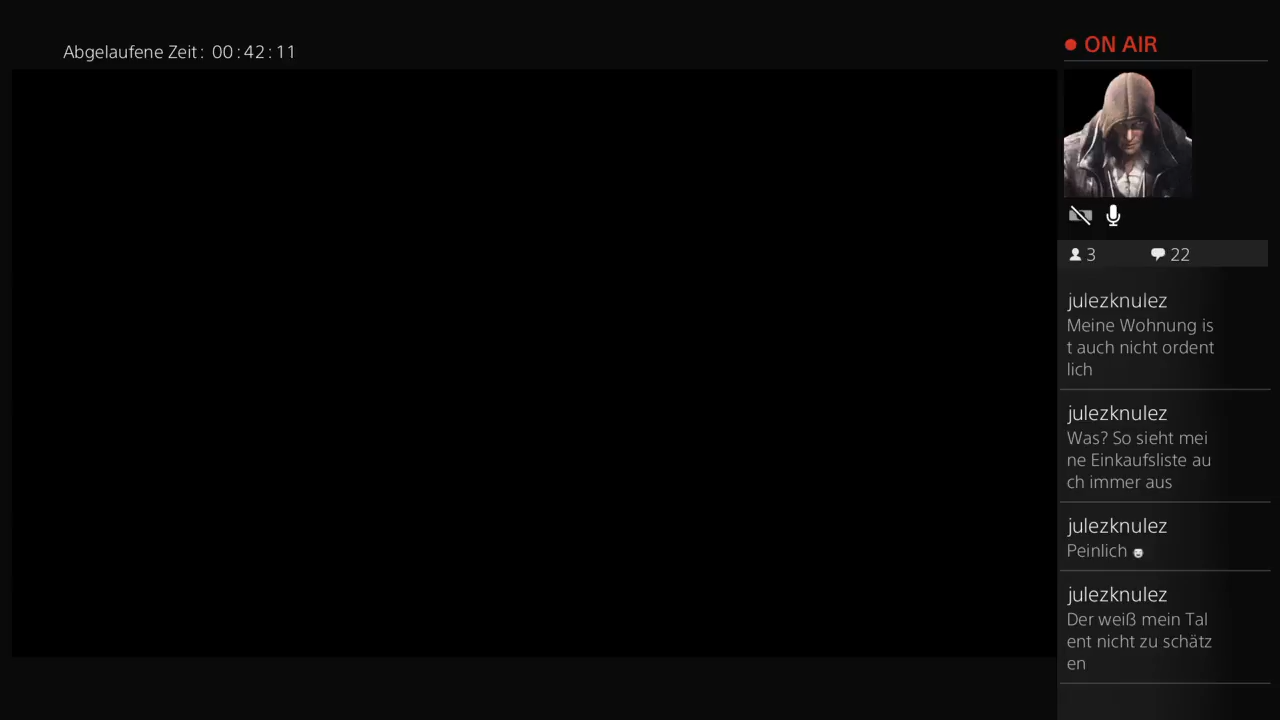 Abgelaufene Zeit: 00:42:11
ON AIR
3
22
julezknulez
Meine Wohnung is
t auch nicht ordent
lich
julezknulez
Was? So sieht mei
ne Einkaufsliste au
ch immer aus
julezknulez
Peinlich
julezknulez
Der weiß mein Tal
ent nicht zu schätz
en